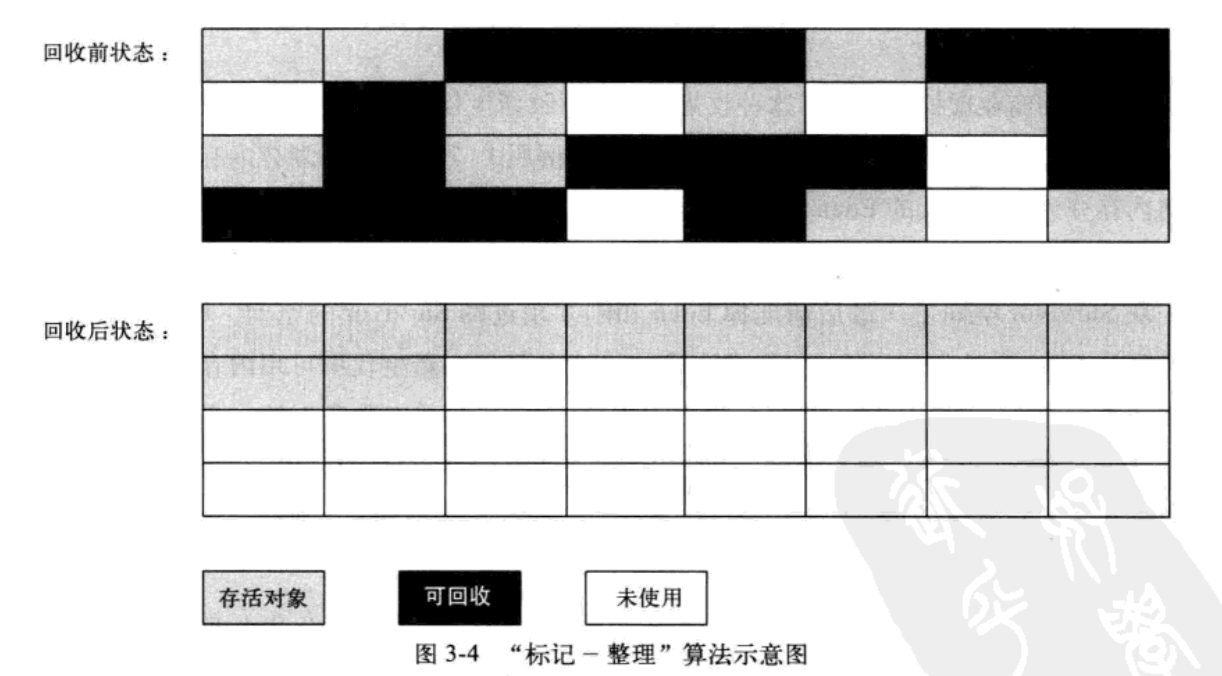 回收前状态：
回收后状态：
存活对象
可回收
未使用
图 3-4 “标记－整理”算法示意图